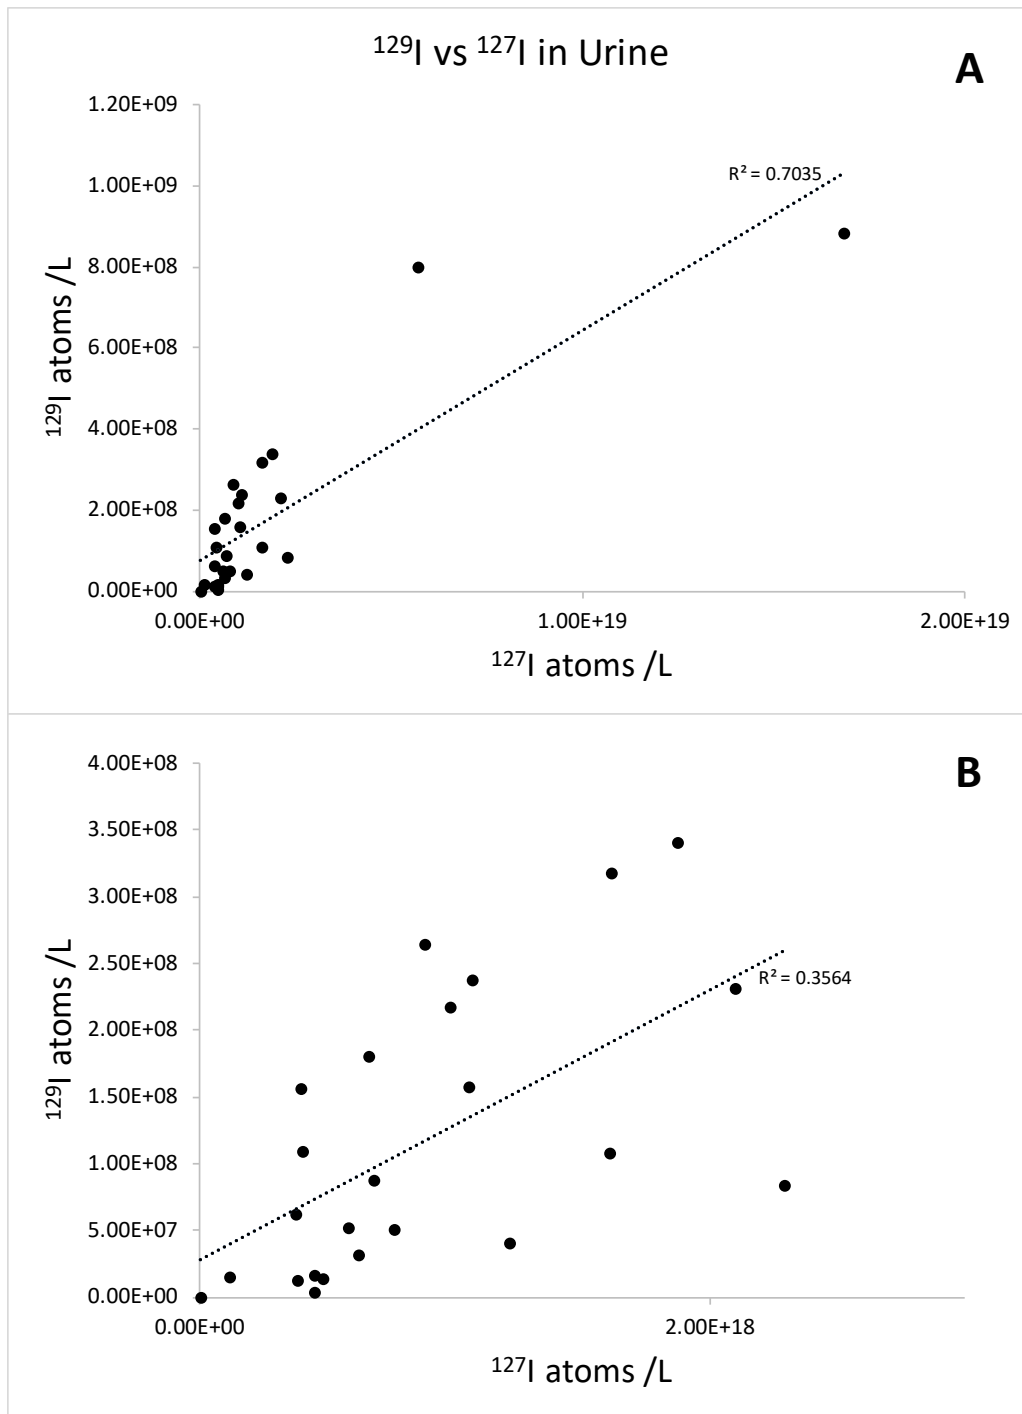 ¹²⁹I vs ¹²⁷I in Urine
A
1.20E+09
1.00E+09
8.00E+08
6.00E+08
4.00E+08
2.00E+08
0.00E+00
¹²⁹I atoms /L
R² = 0.7035
0.00E+00 1.00E+19 2.00E+19
¹²⁷I atoms /L
B
4.00E+08
3.50E+08
3.00E+08
2.50E+08
2.00E+08
1.50E+08
1.00E+08
5.00E+07
0.00E+00
¹²⁹I atoms /L
R² = 0.3564
0.00E+00 2.00E+18
¹²⁷I atoms /L